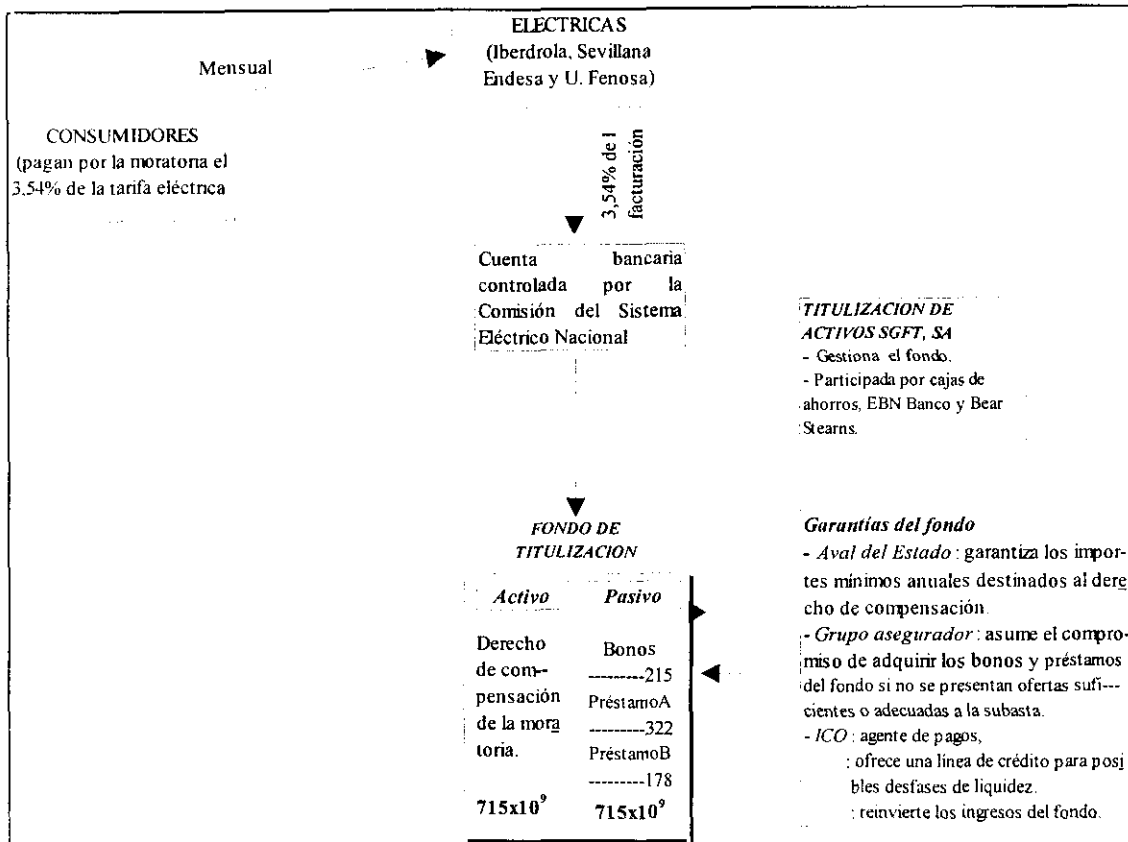 ELECTRICAS
(Iberdrola, Sevillana
Endesa y U. Fenosa)
Mensual
CONSUMIDORES
(pagan por la moratoria el
3,54% de la tarifa eléctrica
3,54% de l
facturación
Cuenta bancaria
controlada por la
Comisión del Sistema
Eléctrico Nacional
TITULIZACION DE
ACTIVOS SGFT, SA
- Gestiona el fondo.
- Participada por cajas de
ahorros, EBN Banco y Bear
Stearns.
FONDO DE
TITULIZACION
Activo Pasivo
Derecho
de com--
pensación
de la mora
toria.
715x10⁹
Bonos
---------215
PréstamoA
---------322
PréstamoB
---------178
715x10⁹
Garantías del fondo
- Aval del Estado : garantiza los impor-
tes mínimos anuales destinados al dere
cho de compensación.
- Grupo asegurador : asume el compro-
miso de adquirir los bonos y préstamos
del fondo si no se presentan ofertas sufi---
cientes o adecuadas a la subasta.
- ICO : agente de pagos,
: ofrece una línea de crédito para posi
bles desfases de liquidez.
: reinvierte los ingresos del fondo.